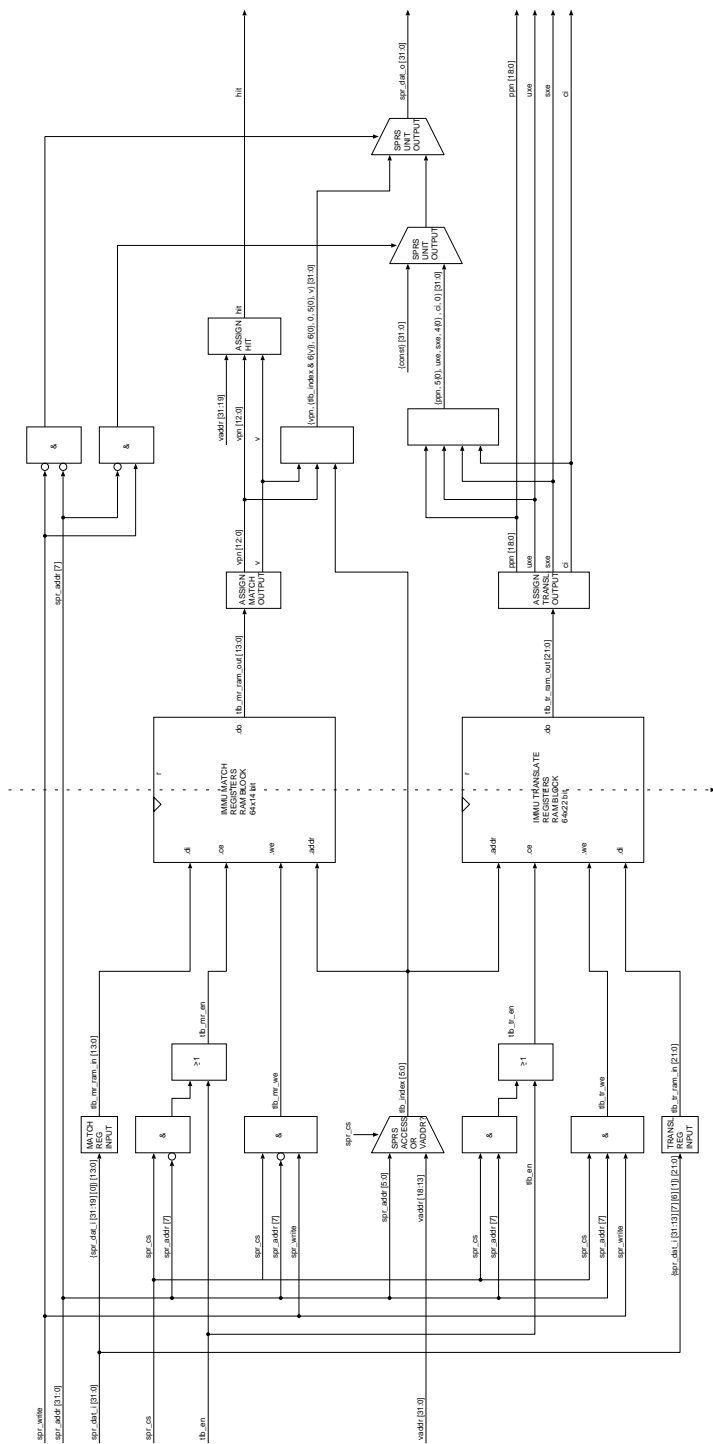 hit
spr_dat_o [31:0]
ppn [18:0]
uxe
sxe
ci
SPRS
UNIT
OUTPUT
SPRS
UNIT
OUTPUT
hit
ASSIGN
HIT
vaddr [31:19]
vpn [12:0]
v
{vpn, {tlb_index & 6{v}}, 6{0}, 0, 5{0}, v} [31:0]
{const} [31:0]
{ppn, 5{0}, uxe, sxe, 4{0} , ci, 0} [31:0]
&
&
spr_addr [7]
vpn [12:0]
v
ppn [18:0]
uxe
sxe
ci
ASSIGN
MATCH
OUTPUT
ASSIGN
TRANSL
OUTPUT
tlb_mr_ram_out [13:0]
tlb_tr_ram_out [21:0]
.do
r
IMMU MATCH
REGISTERS
RAM BLOCK
64x14 bit
.di
.ce
.we
.addr
.do
r
IMMU TRANSLATE
REGISTERS
RAM BLOCK
64x22 bit
.addr
.ce
.we
.di
tlb_mr_ram_in [13:0]
tlb_mr_en
tlb_mr_we
tlb_index [5:0]
tlb_tr_en
tlb_tr_we
tlb_tr_ram_in [21:0]
≥1
≥1
MATCH
REG
INPUT
&
&
spr_cs
SPRS
ACCESS
OR
VADDR?
&
tlb_en
&
TRANSL
REG
INPUT
{spr_dat_i [31:19] [0]} [13:0]
spr_cs
spr_addr [7]
spr_cs
spr_addr [7]
spr_write
spr_addr [5:0]
vaddr [18:13]
spr_cs
spr_addr [7]
spr_cs
spr_addr [7]
spr_write
{spr_dat_i [31:13] [7] [6] [1]} [21:0]
spr_write
spr_addr [31:0]
spr_dat_i [31:0]
spr_cs
tlb_en
vaddr [31:0]